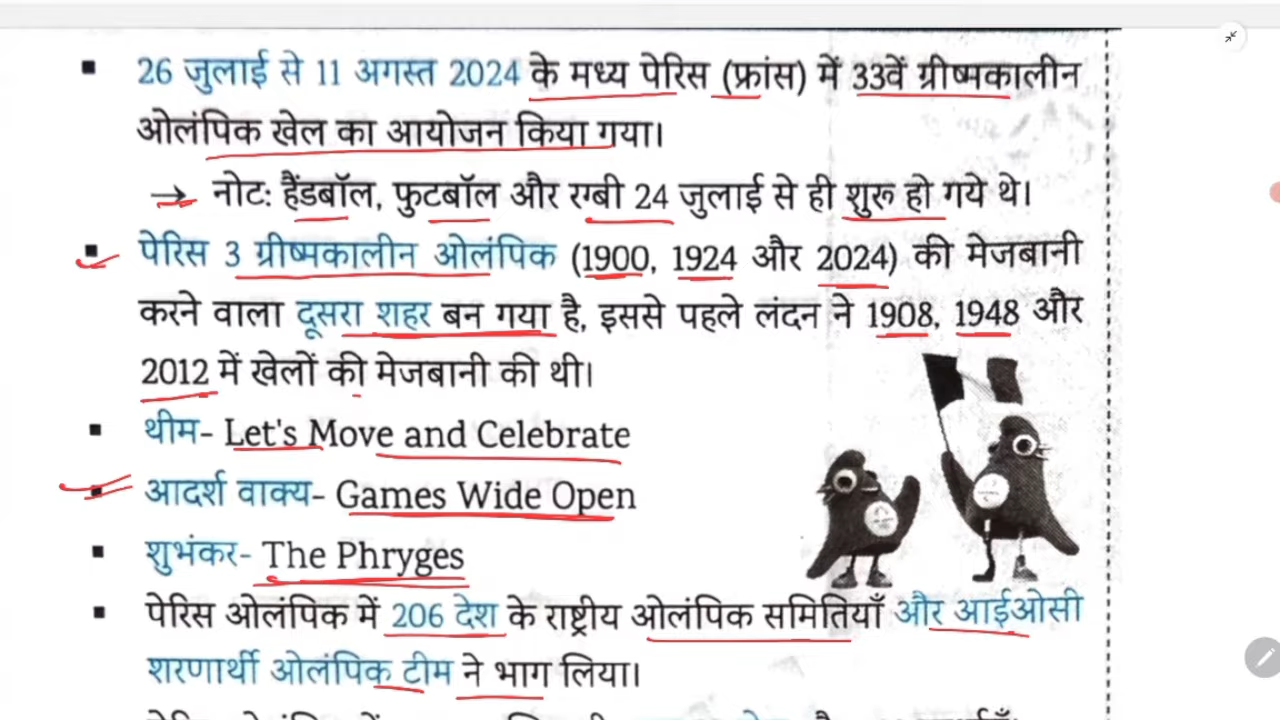 ▪ 26 जुलाई से 11 अगस्त 2024 के मध्य पेरिस (फ्रांस) में 33वें ग्रीष्मकालीन
ओलंपिक खेल का आयोजन किया गया।
→ नोट: हैंडबॉल, फुटबॉल और रग्बी 24 जुलाई से ही शुरू हो गये थे।
▪ पेरिस 3 ग्रीष्मकालीन ओलंपिक (1900, 1924 और 2024) की मेजबानी
करने वाला दूसरा शहर बन गया है, इससे पहले लंदन ने 1908, 1948 और
2012 में खेलों की मेजबानी की थी।
▪ थीम- Let's Move and Celebrate
▪ आदर्श वाक्य- Games Wide Open
▪ शुभंकर- The Phryges
▪ पेरिस ओलंपिक में 206 देश के राष्ट्रीय ओलंपिक समितियाँ और आईओसी
शरणार्थी ओलंपिक टीम ने भाग लिया।